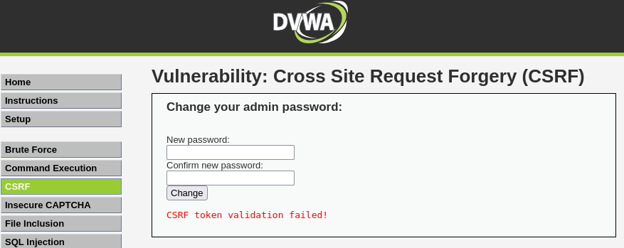 DVWA
Home
Instructions
Setup
Brute Force
Command Execution
CSRF
Insecure CAPTCHA
File Inclusion
SQL Injection
Vulnerability: Cross Site Request Forgery (CSRF)
Change your admin password:
New password:
Confirm new password:
Change
CSRF token validation failed!